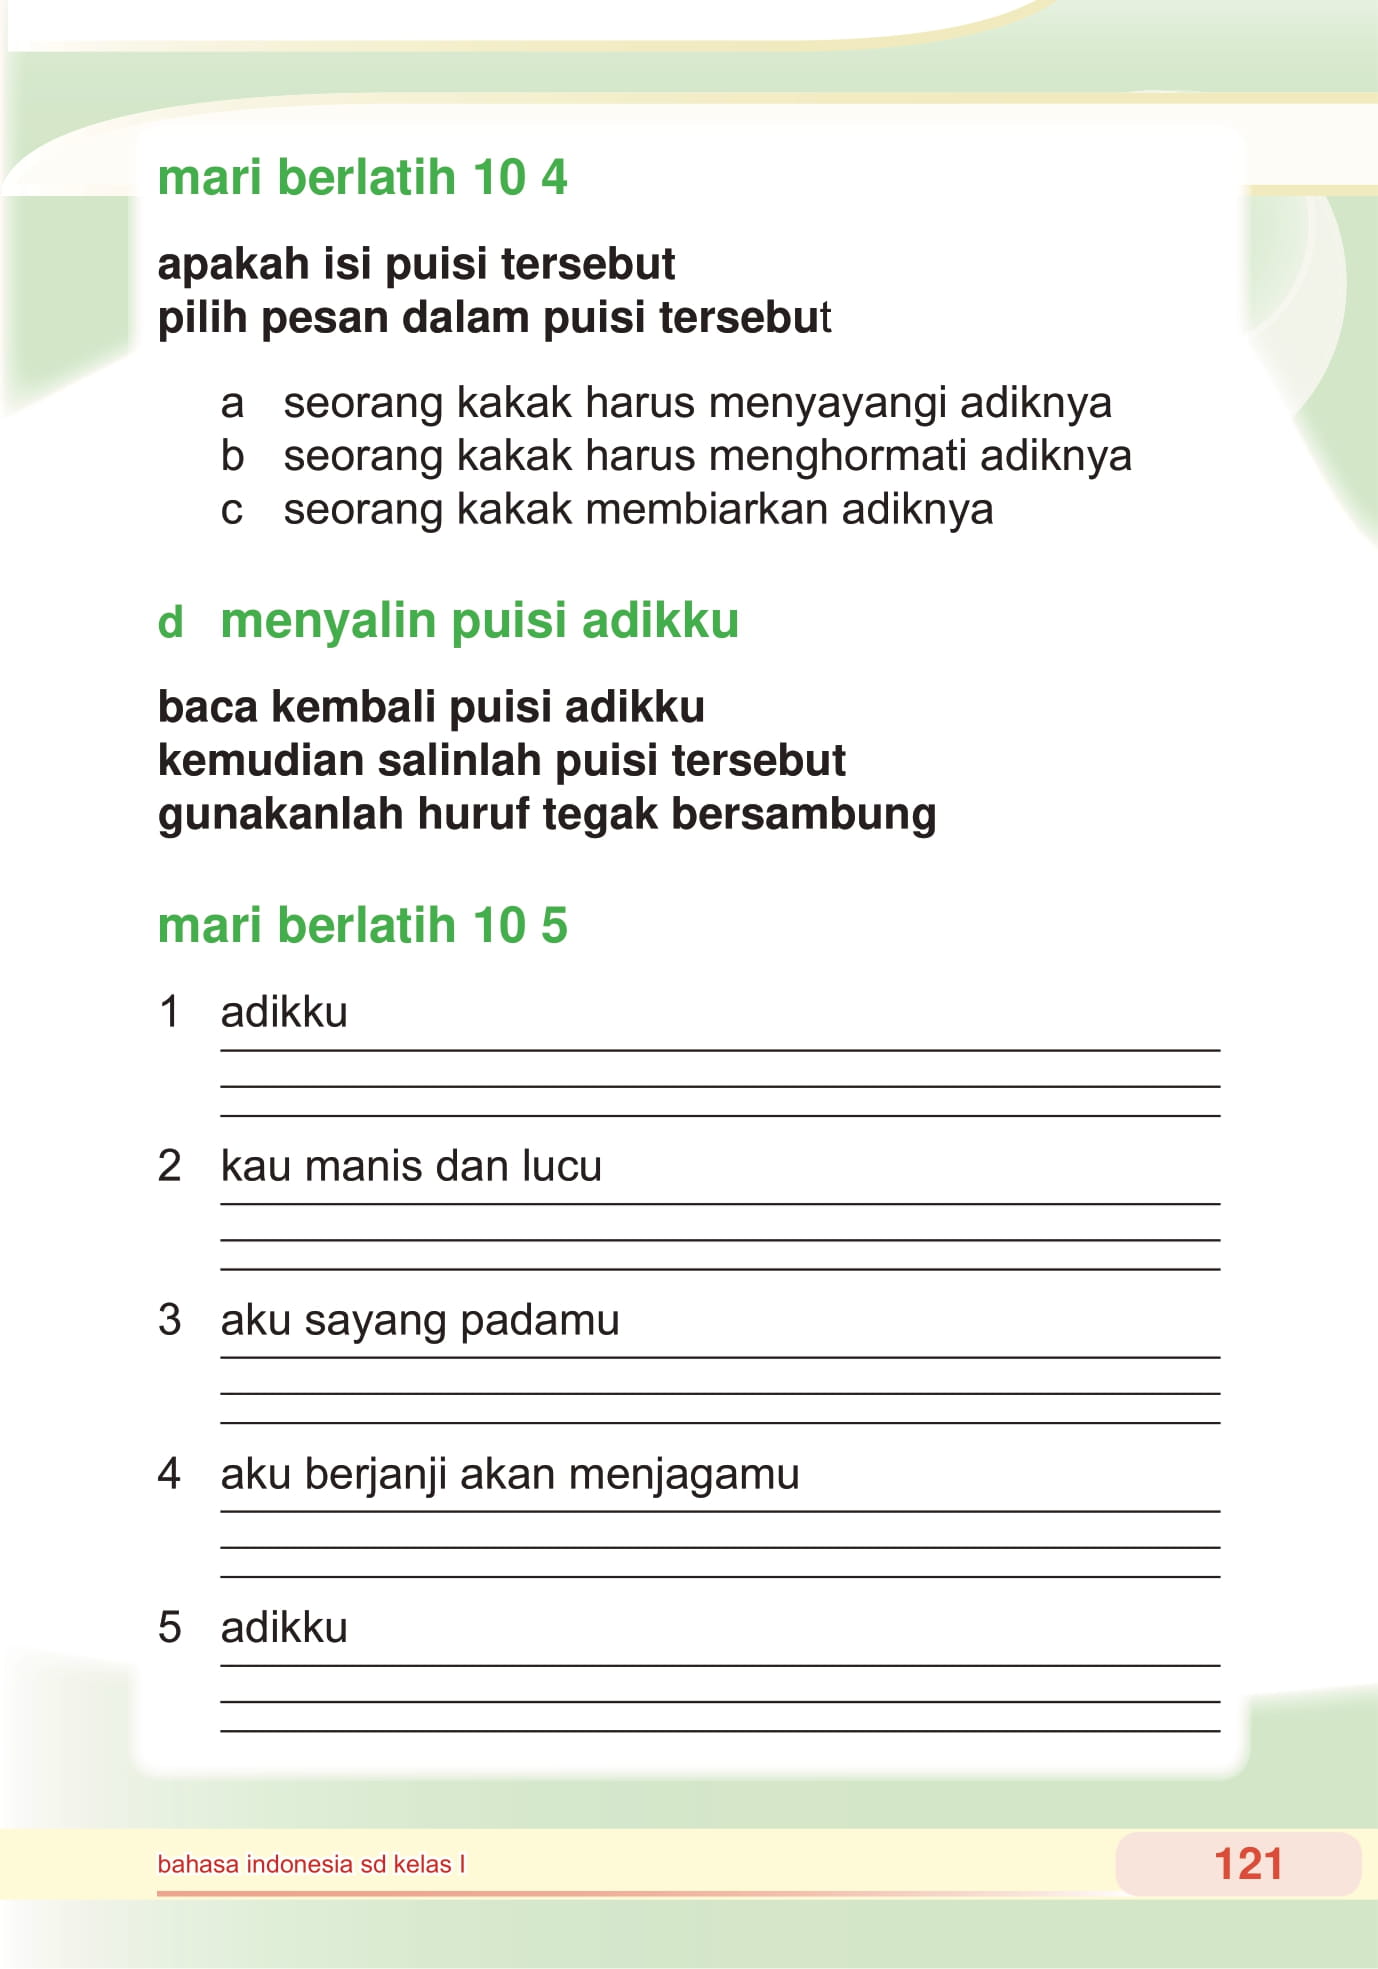 mari berlatih 10 4
apakah isi puisi tersebut
pilih pesan dalam puisi tersebut
a seorang kakak harus menyayangi adiknya
b seorang kakak harus menghormati adiknya
c seorang kakak membiarkan adiknya
d menyalin puisi adikku
baca kembali puisi adikku
kemudian salinlah puisi tersebut
gunakanlah huruf tegak bersambung
mari berlatih 10 5
1 adikku
2 kau manis dan lucu
3 aku sayang padamu
4 aku berjanji akan menjagamu
5 adikku
bahasa indonesia sd kelas I
121